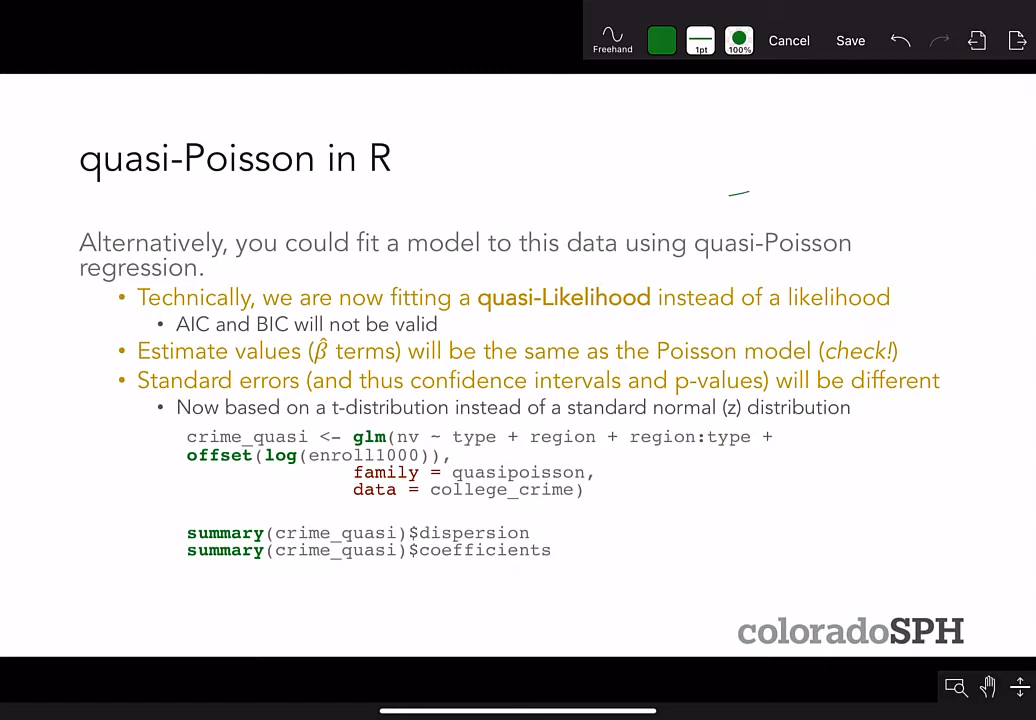 Freehand
1pt
100%
Cancel
Save
quasi-Poisson in R
Alternatively, you could fit a model to this data using quasi-Poisson
regression.
• Technically, we are now fitting a quasi-Likelihood instead of a likelihood
• AIC and BIC will not be valid
• Estimate values (β̂ terms) will be the same as the Poisson model (check!)
• Standard errors (and thus confidence intervals and p-values) will be different
• Now based on a t-distribution instead of a standard normal (z) distribution
crime_quasi <- glm(nv ~ type + region + region:type +
offset(log(enroll1000)),
family = quasipoisson,
data = college_crime)
summary(crime_quasi)$dispersion
summary(crime_quasi)$coefficients
coloradoSPH